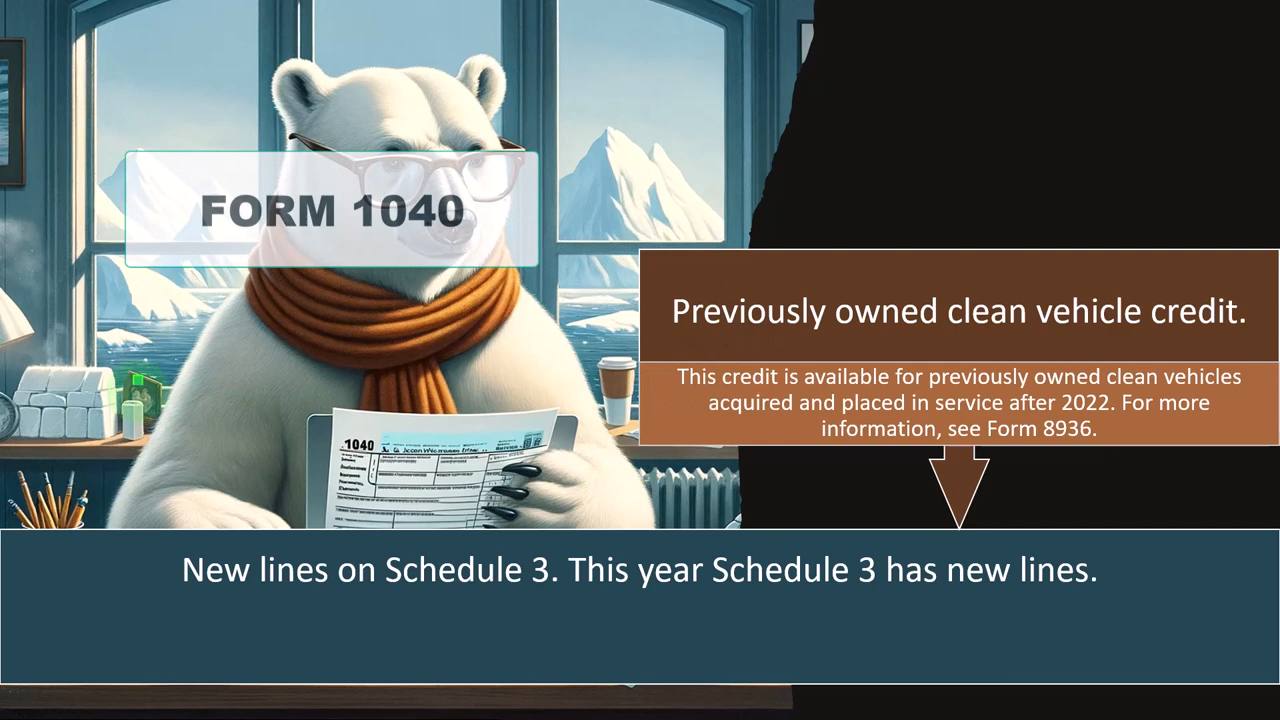 FORM 1040
Previously owned clean vehicle credit.
This credit is available for previously owned clean vehicles
acquired and placed in service after 2022. For more
information, see Form 8936.
1040
New lines on Schedule 3. This year Schedule 3 has new lines.